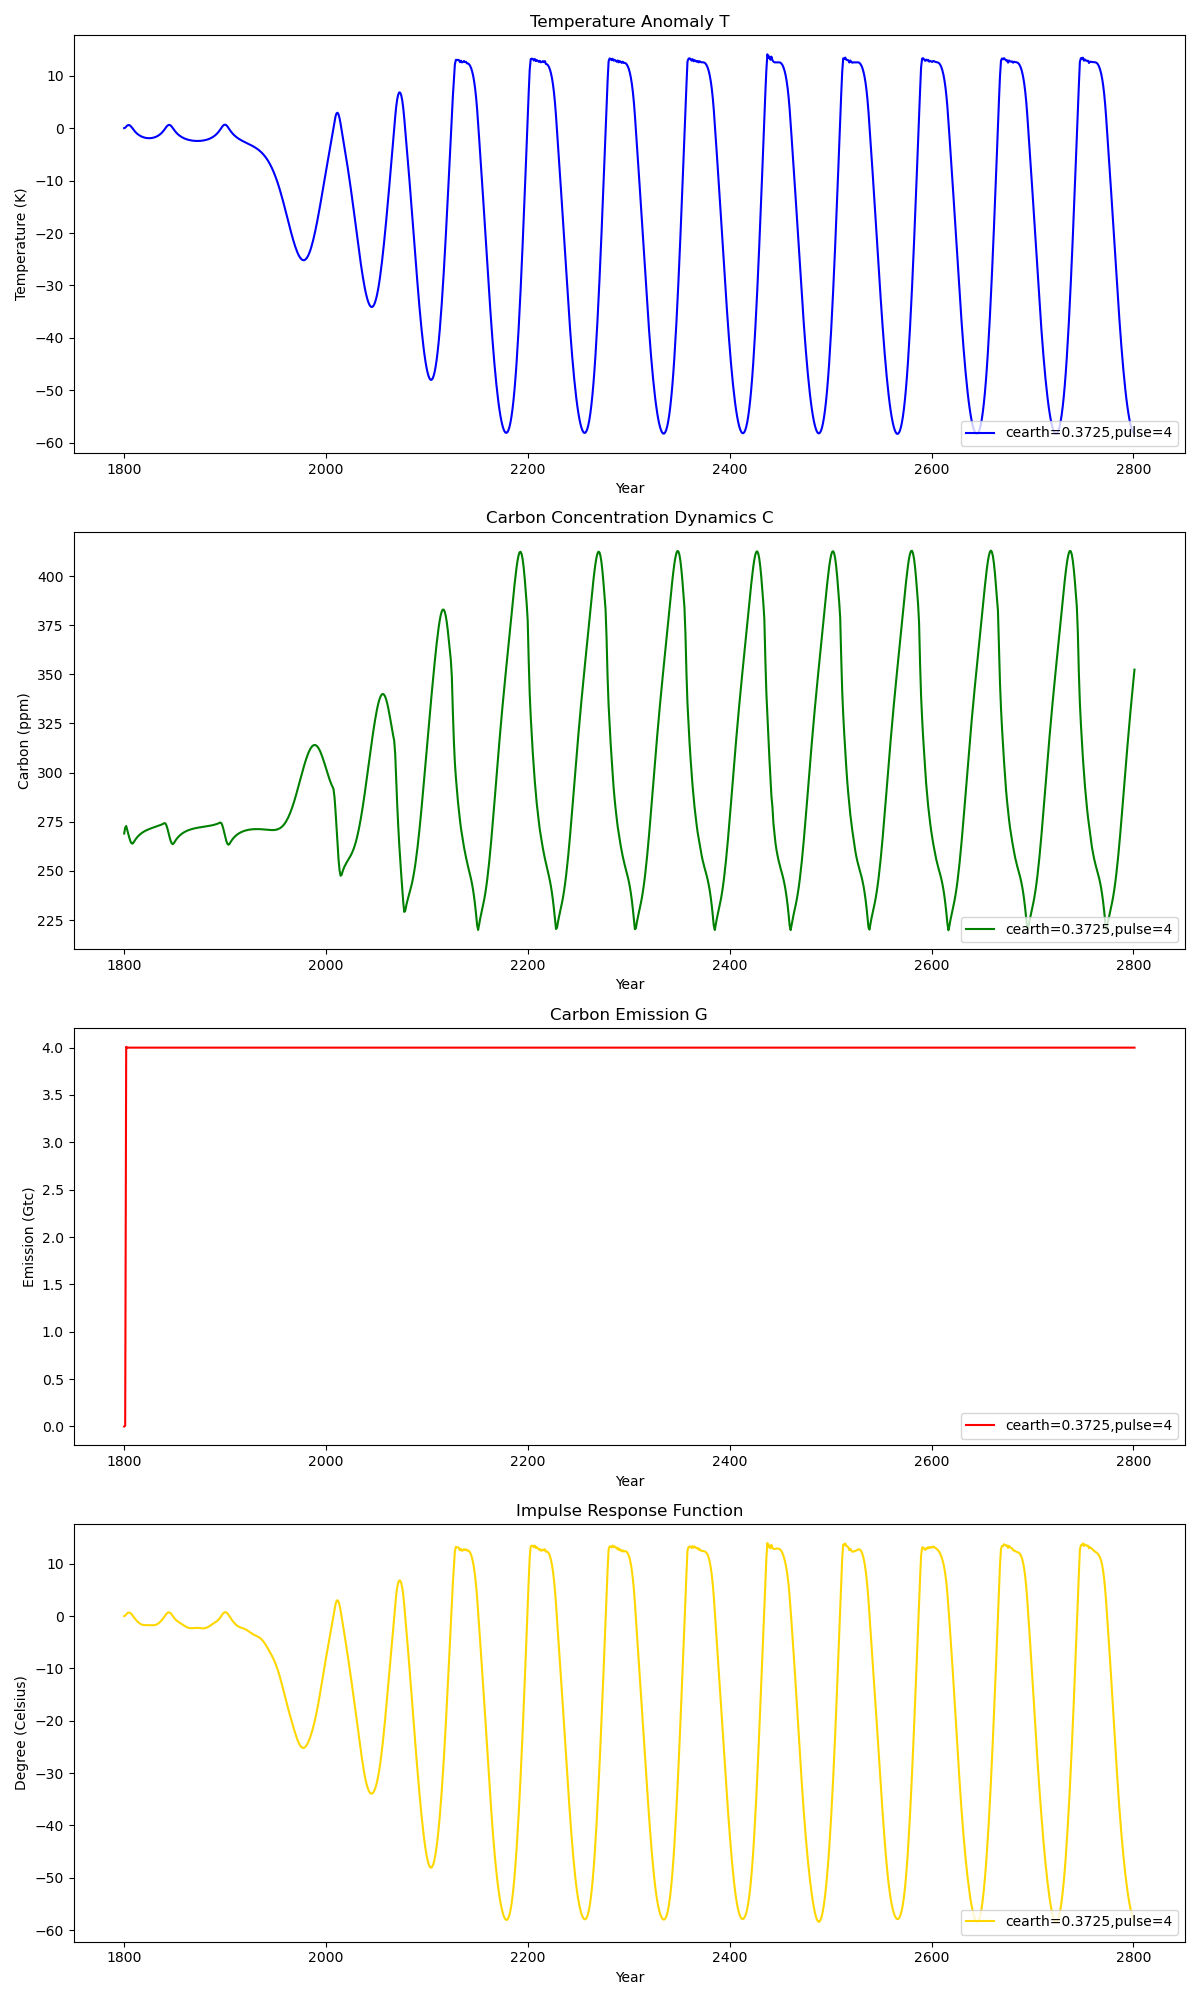 Temperature Anomaly T
Temperature (K)
10
0
−10
−20
−30
−40
−50
−60
cearth=0.3725,pulse=4
1800 2000 2200 2400 2600 2800
Year
Carbon Concentration Dynamics C
Carbon (ppm)
400
375
350
325
300
275
250
225
cearth=0.3725,pulse=4
1800 2000 2200 2400 2600 2800
Year
Carbon Emission G
Emission (Gtc)
4.0
3.5
3.0
2.5
2.0
1.5
1.0
0.5
0.0
cearth=0.3725,pulse=4
1800 2000 2200 2400 2600 2800
Year
Impulse Response Function
Degree (Celsius)
10
0
−10
−20
−30
−40
−50
−60
cearth=0.3725,pulse=4
1800 2000 2200 2400 2600 2800
Year